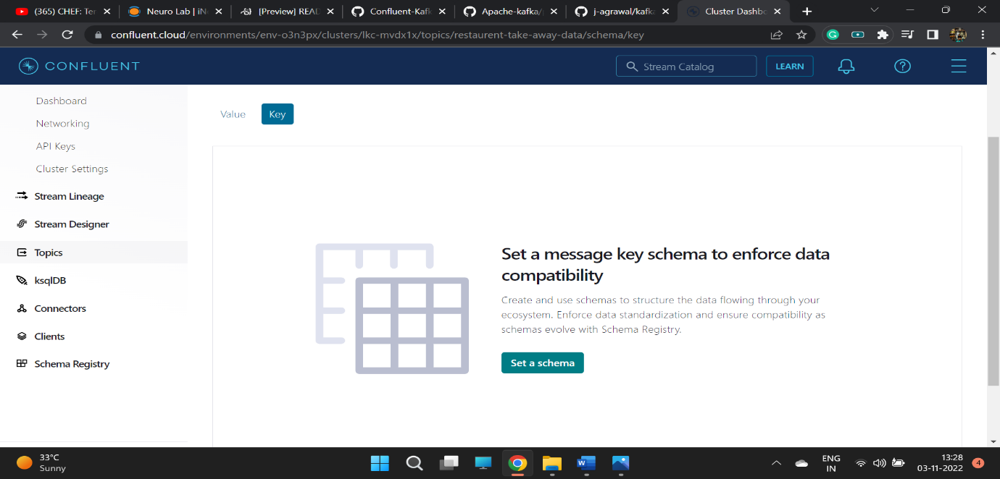 (365) CHEF: Ter
Neuro Lab | iN
[Preview] READ
Confluent-Kafk
Apache-kafka/
j-agrawal/kafka
Cluster Dashbo
confluent.cloud/environments/env-o3n3px/clusters/lkc-mvdx1x/topics/restaurent-take-away-data/schema/key
CONFLUENT
Stream Catalog
LEARN
Dashboard
Networking
API Keys
Cluster Settings
Stream Lineage
Stream Designer
Topics
ksqlDB
Connectors
Clients
Schema Registry
Value
Key
Set a message key schema to enforce data
compatibility
Create and use schemas to structure the data flowing through your
ecosystem. Enforce data standardization and ensure compatibility as
schemas evolve with Schema Registry.
Set a schema
33°C
Sunny
ENG
IN
13:28
03-11-2022
4